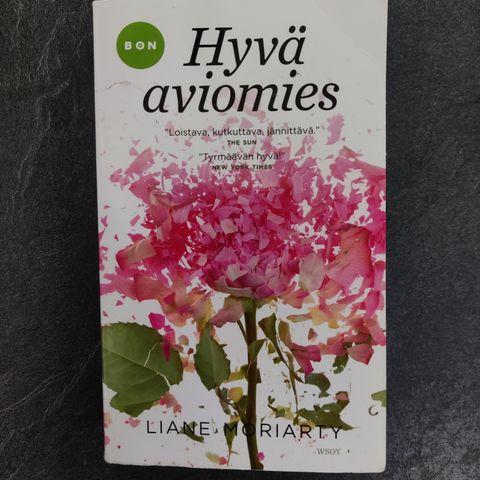 BON
Hyvä
aviomies
"Loistava, kutkuttava, jännittävä."
THE SUN
"Tyrmäävän hyvä!"
NEW YORK TIMES
LIANE MORIARTY
WSOY